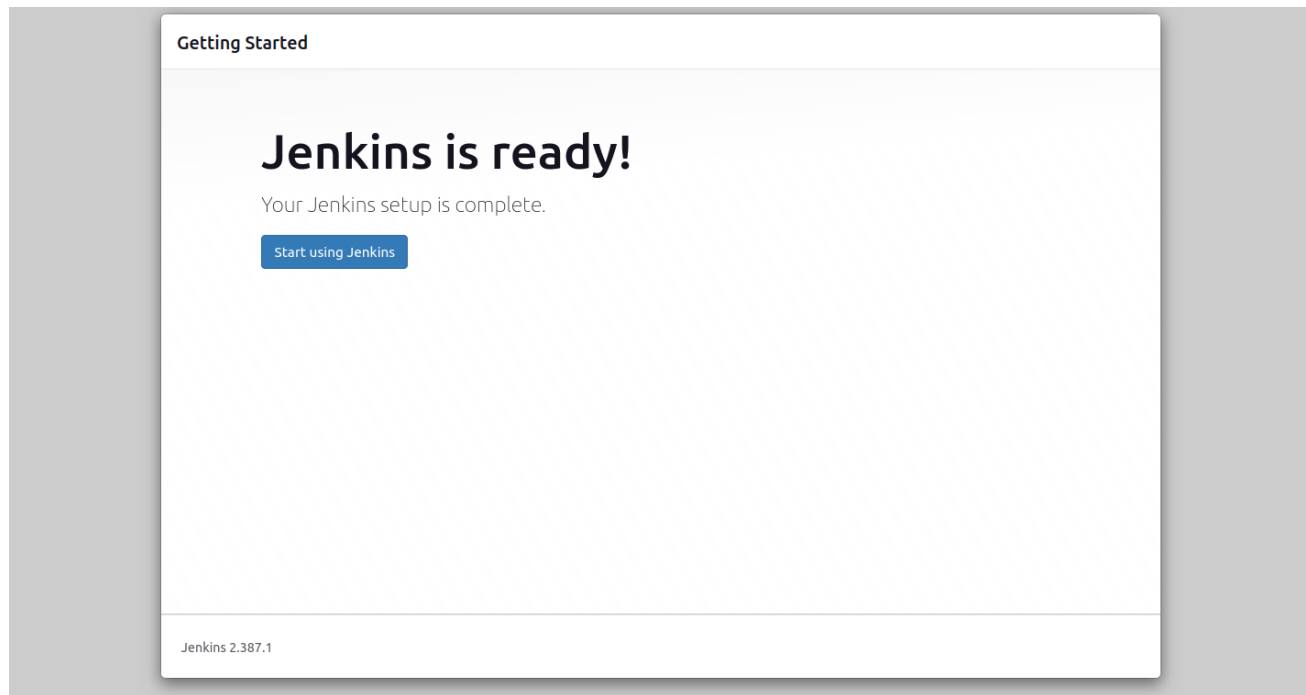 Getting Started
Jenkins is ready!
Your Jenkins setup is complete.
Start using Jenkins
Jenkins 2.387.1